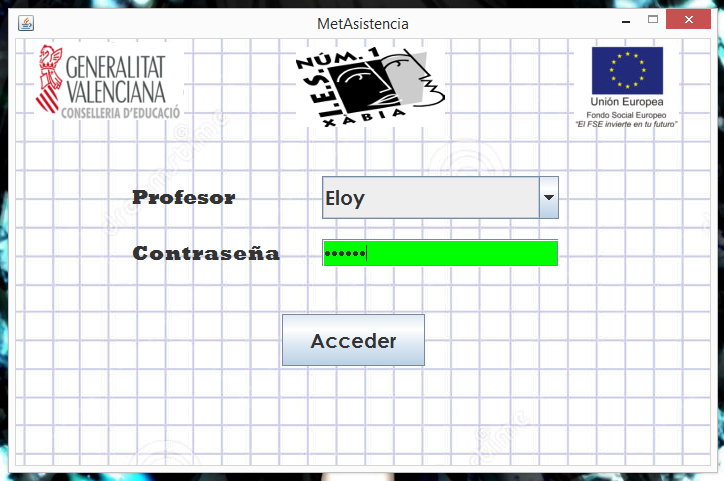 MetAsistencia
GENERALITAT
VALENCIANA
CONSELLERIA D'EDUCACIÓ
I.E.S. NÚM. 1
XÀBIA
Unión Europea
Fondo Social Europeo
"El FSE invierte en tu futuro"
Profesor
Eloy
Contraseña
••••••
Acceder